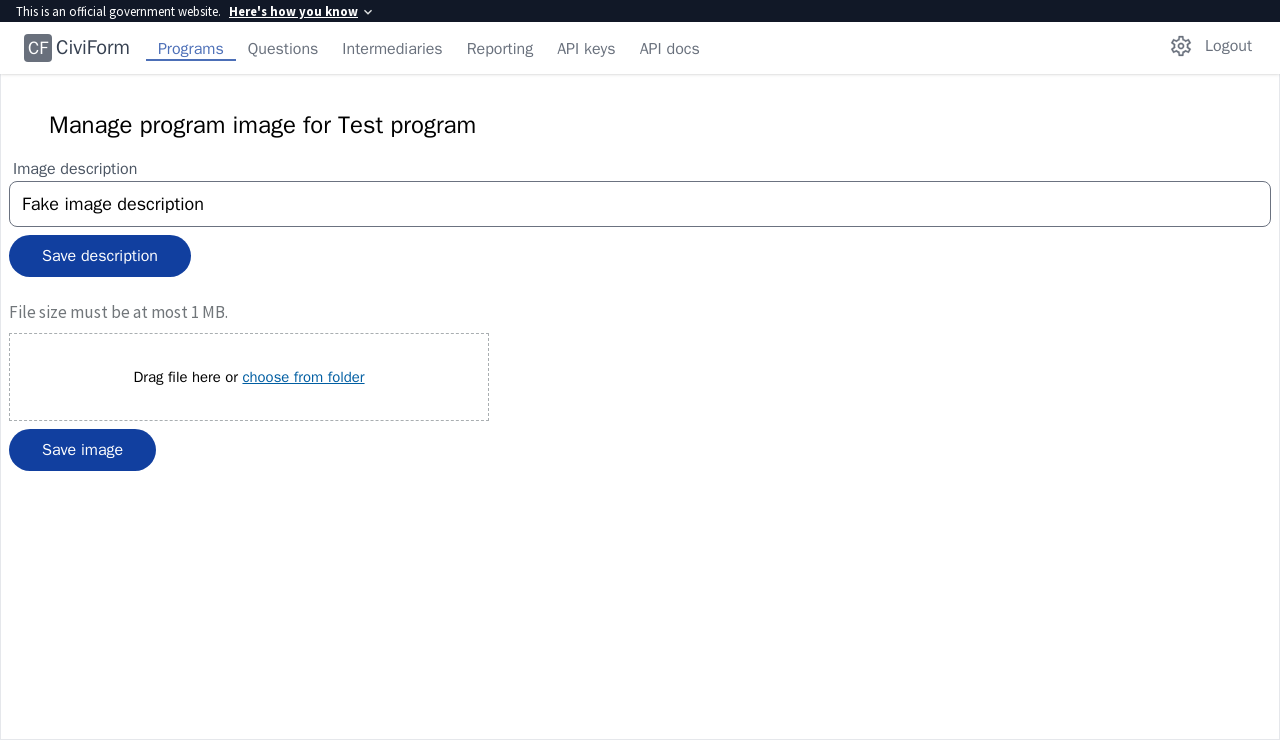 This is an official government website. Here's how you know
CF CiviForm Programs Questions Intermediaries Reporting API keys API docs Logout
Manage program image for Test program
Image description
Fake image description
Save description
File size must be at most 1 MB.
Drag file here or choose from folder
Save image